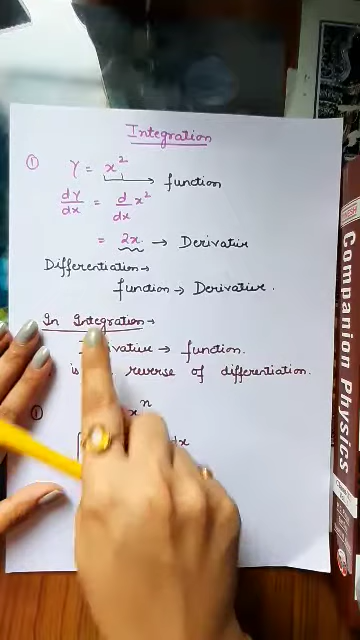 Integration
① Y = x²
function
dY/dx = d/dx x²
= 2x → Derivative
Differentiation→
function → Derivative.
In Integration→
→ function.
is reverse of differentiation.
① xⁿ
dx
COMPANION PHYSICS